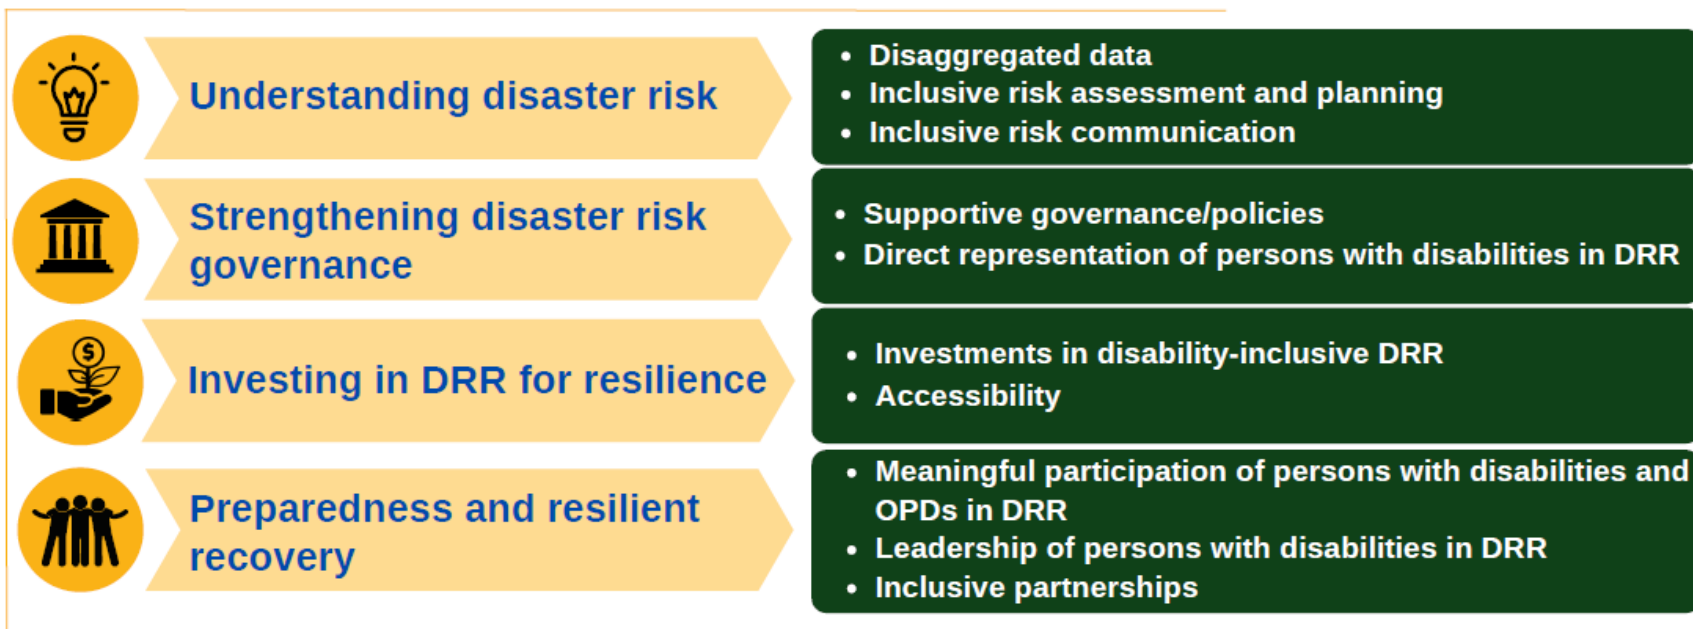 Understanding disaster risk
• Disaggregated data
• Inclusive risk assessment and planning
• Inclusive risk communication
Strengthening disaster risk
governance
• Supportive governance/policies
• Direct representation of persons with disabilities in DRR
$
Investing in DRR for resilience
• Investments in disability-inclusive DRR
• Accessibility
Preparedness and resilient
recovery
• Meaningful participation of persons with disabilities and
OPDs in DRR
• Leadership of persons with disabilities in DRR
• Inclusive partnerships